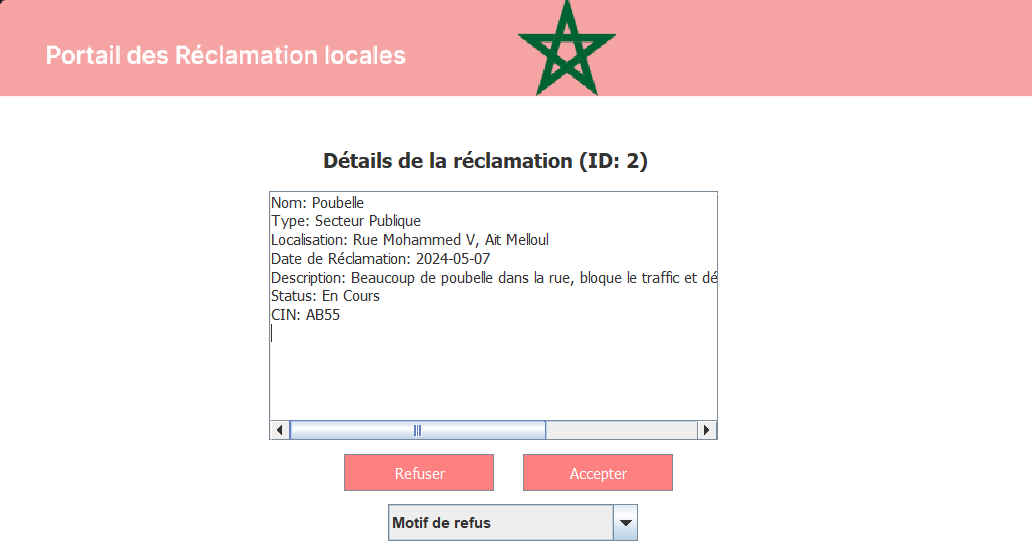 Portail des Réclamation locales
Détails de la réclamation (ID: 2)
Nom: Poubelle
Type: Secteur Publique
Localisation: Rue Mohammed V, Ait Melloul
Date de Réclamation: 2024-05-07
Description: Beaucoup de poubelle dans la rue, bloque le traffic et dé
Status: En Cours
CIN: AB55
Refuser
Accepter
Motif de refus